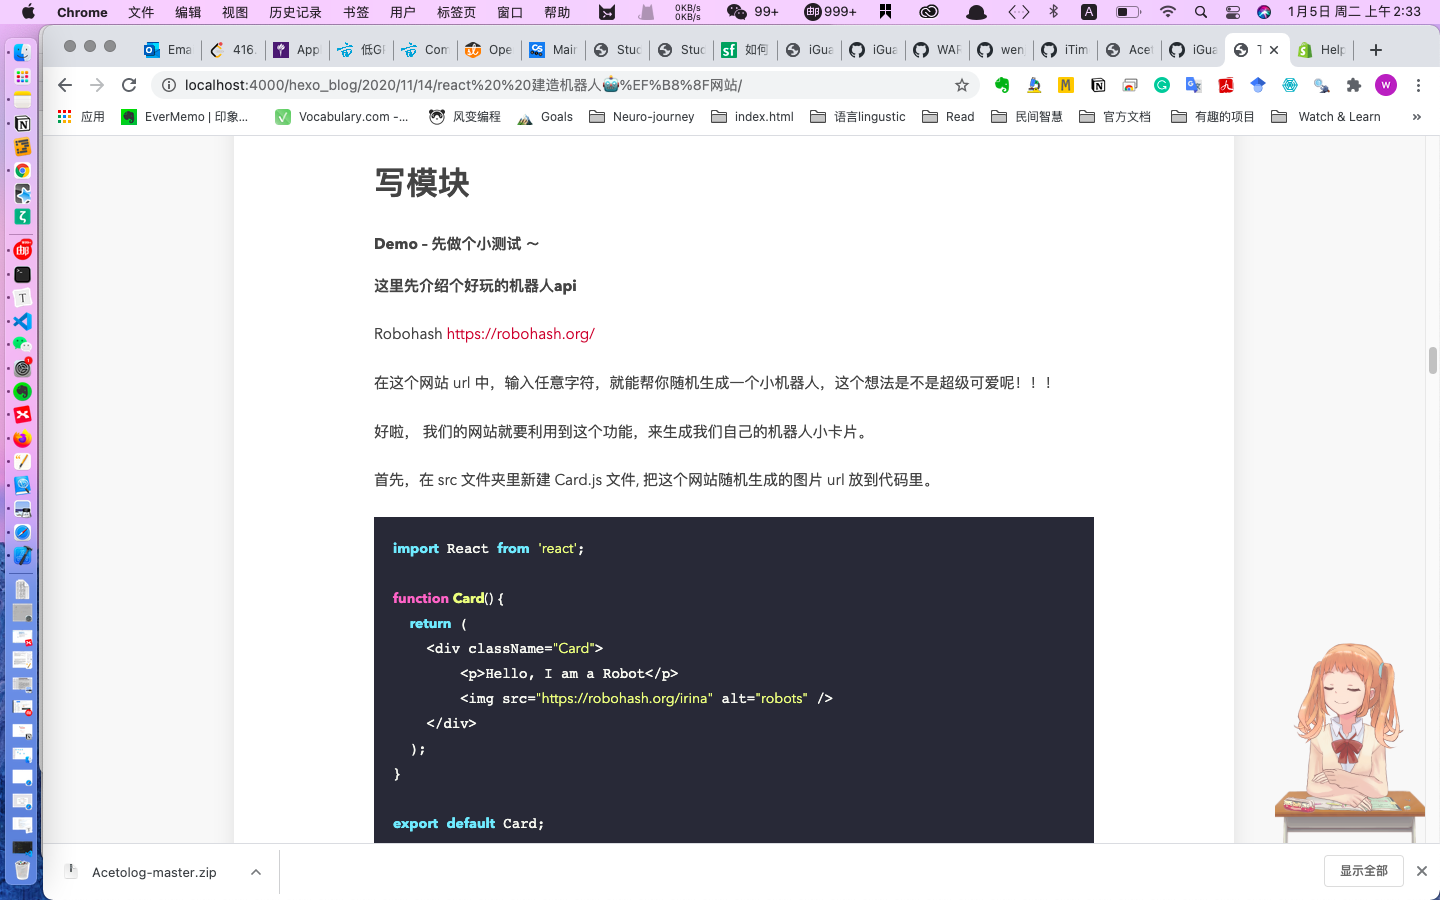 Chrome 文件 编辑 视图 历史记录 书签 用户 标签页 窗口 帮助 0KB/s 0KB/s 99+ 999+ A 1月5日 周二 上午2:33
Ema 416. App 低GF Com Ope Main Stuc Stuc 如何 iGua iGua WAR wen iTim Acet iGua T Help
localhost:4000/hexo_blog/2020/11/14/react%20%20建造机器人🤖%EF%B8%8F网站/
应用 EverMemo | 印象... Vocabulary.com -... 风变编程 Goals Neuro-journey index.html 语言lingustic Read 民间智慧 官方文档 有趣的项目 Watch & Learn »
写模块
Demo - 先做个小测试 ～
这里先介绍个好玩的机器人api
Robohash https://robohash.org/
在这个网站 url 中，输入任意字符，就能帮你随机生成一个小机器人，这个想法是不是超级可爱呢！！！
好啦， 我们的网站就要利用到这个功能，来生成我们自己的机器人小卡片。
首先，在 src 文件夹里新建 Card.js 文件, 把这个网站随机生成的图片 url 放到代码里。
import React from 'react';
function Card() {
return (
<div className="Card">
<p>Hello, I am a Robot</p>
<img src="https://robohash.org/irina" alt="robots" />
</div>
);
}
export default Card;
Acetolog-master.zip
显示全部